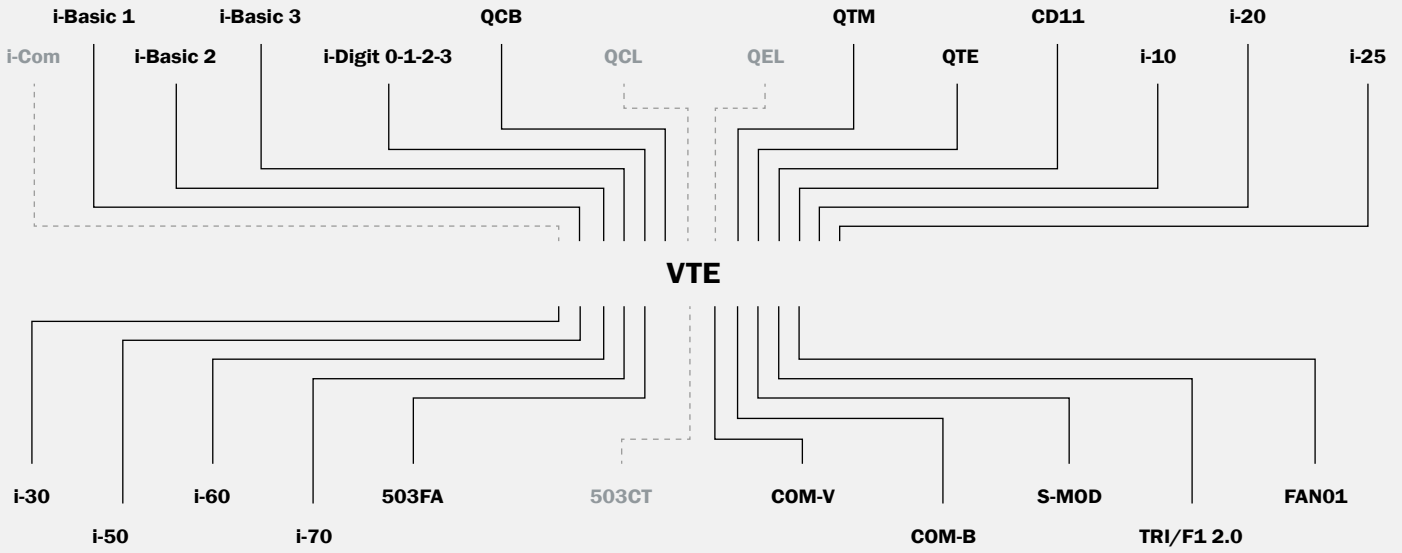 i-Basic 1 i-Basic 3 QCB QTM CD11 i-20
i-Com i-Basic 2 i-Digit 0-1-2-3 QCL QEL QTE i-10 i-25
VTE
i-30 i-60 503FA 503CT COM-V S-MOD FAN01
i-50 i-70 COM-B TRI/F1 2.0